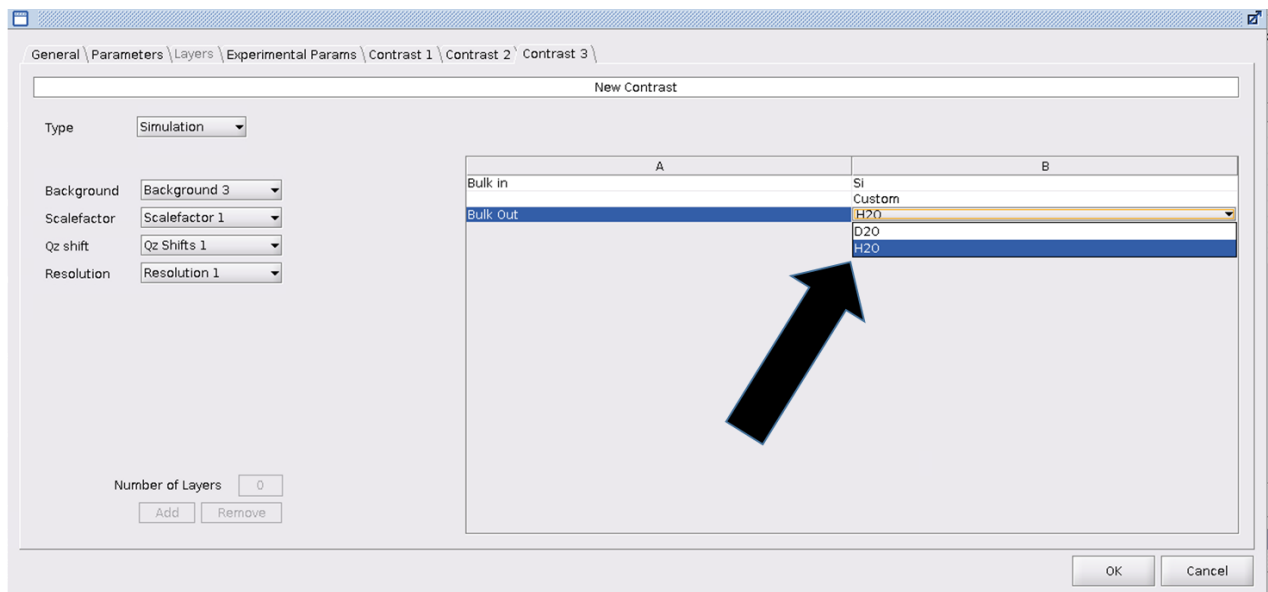 General Parameters Layers Experimental Params Contrast 1 Contrast 2 Contrast 3
New Contrast
Type Simulation
A B
Background Background 3
Bulk in Si
Custom
Scalefactor Scalefactor 1
Bulk Out H2O
D2O
Qz shift Qz Shifts 1
H2O
Resolution Resolution 1
Number of Layers 0
Add Remove
OK Cancel